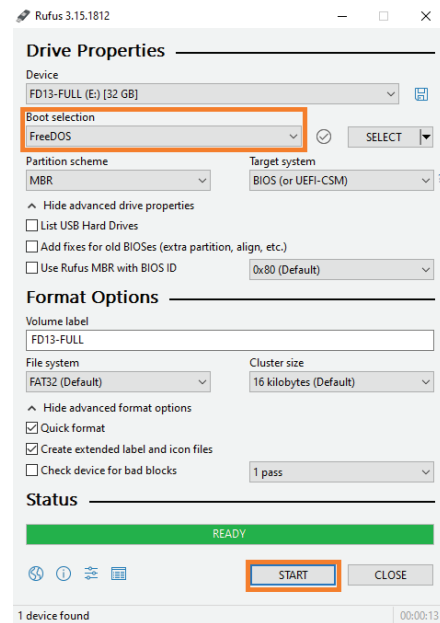 Rufus 3.15.1812
Drive Properties
Device
FD13-FULL (E:) [32 GB]
Boot selection
FreeDOS
SELECT
Partition scheme
Target system
MBR
BIOS (or UEFI-CSM)
?
Hide advanced drive properties
List USB Hard Drives
Add fixes for old BIOSes (extra partition, align, etc.)
Use Rufus MBR with BIOS ID
0x80 (Default)
Format Options
Volume label
FD13-FULL
File system
Cluster size
FAT32 (Default)
16 kilobytes (Default)
Hide advanced format options
Quick format
Create extended label and icon files
Check device for bad blocks
1 pass
Status
READY
START
CLOSE
1 device found
00:00:13